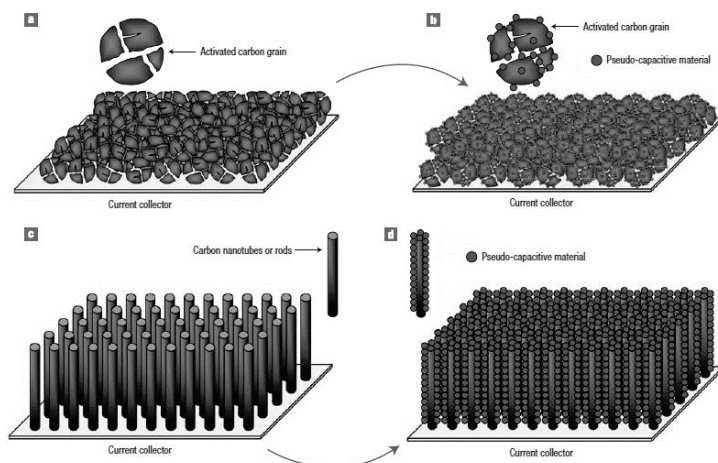 a
Activated carbon grain
Current collector
b
Activated carbon grain
Pseudo-capacitive material
Current collector
c
Carbon nanotubes or rods
Current collector
d
Pseudo-capacitive material
Current collector